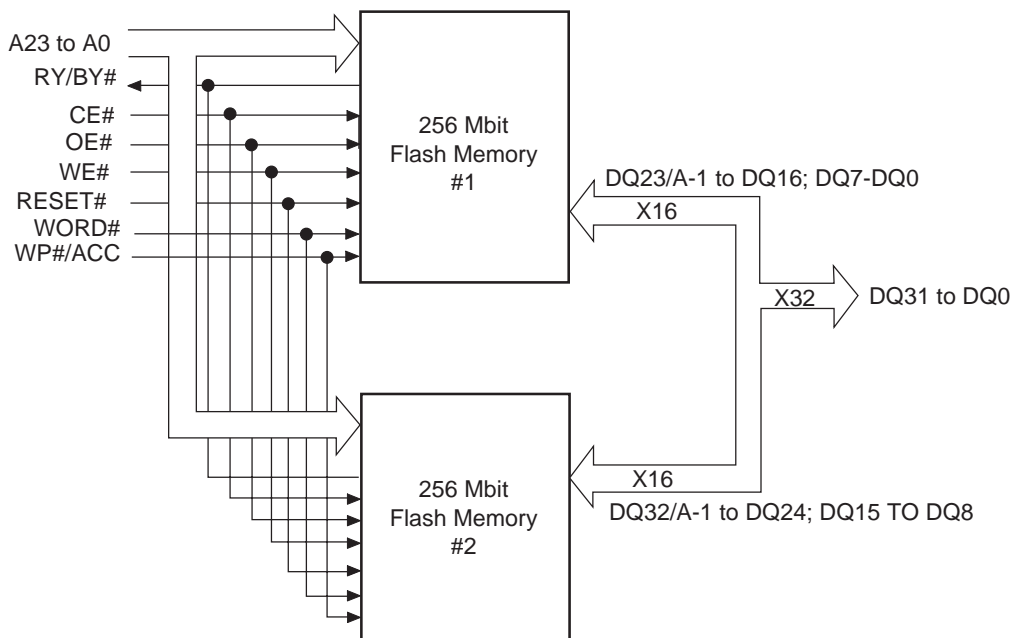 A23 to A0
RY/BY#
CE#
OE#
WE#
RESET#
WORD#
WP#/ACC
256 Mbit
Flash Memory
#1
DQ23/A-1 to DQ16; DQ7-DQ0
X16
X32
DQ31 to DQ0
X16
DQ32/A-1 to DQ24; DQ15 TO DQ8
256 Mbit
Flash Memory
#2